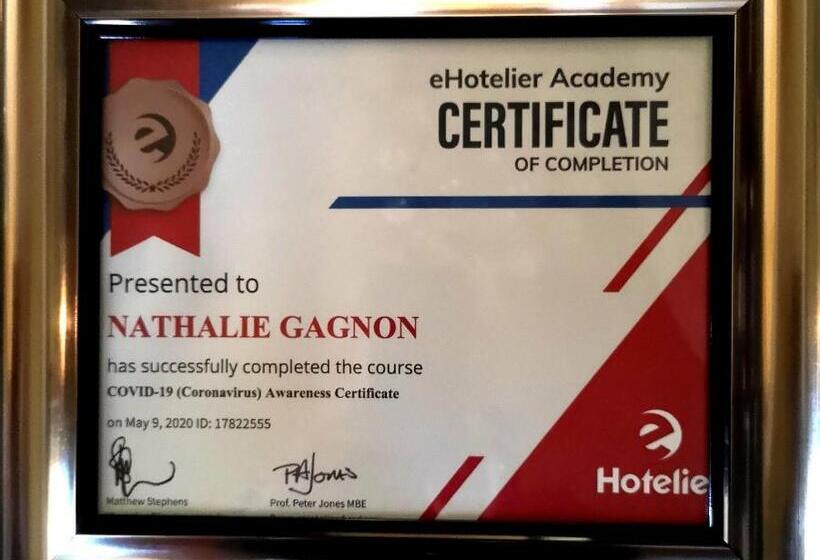 eHotelier Academy
CERTIFICATE
OF COMPLETION
Presented to
NATHALIE GAGNON
has successfully completed the course
COVID-19 (Coronavirus) Awareness Certificate
on May 9, 2020 ID: 17822555
PAJones
Matthew Stephens
Prof. Peter Jones MBE
e
Hotelie